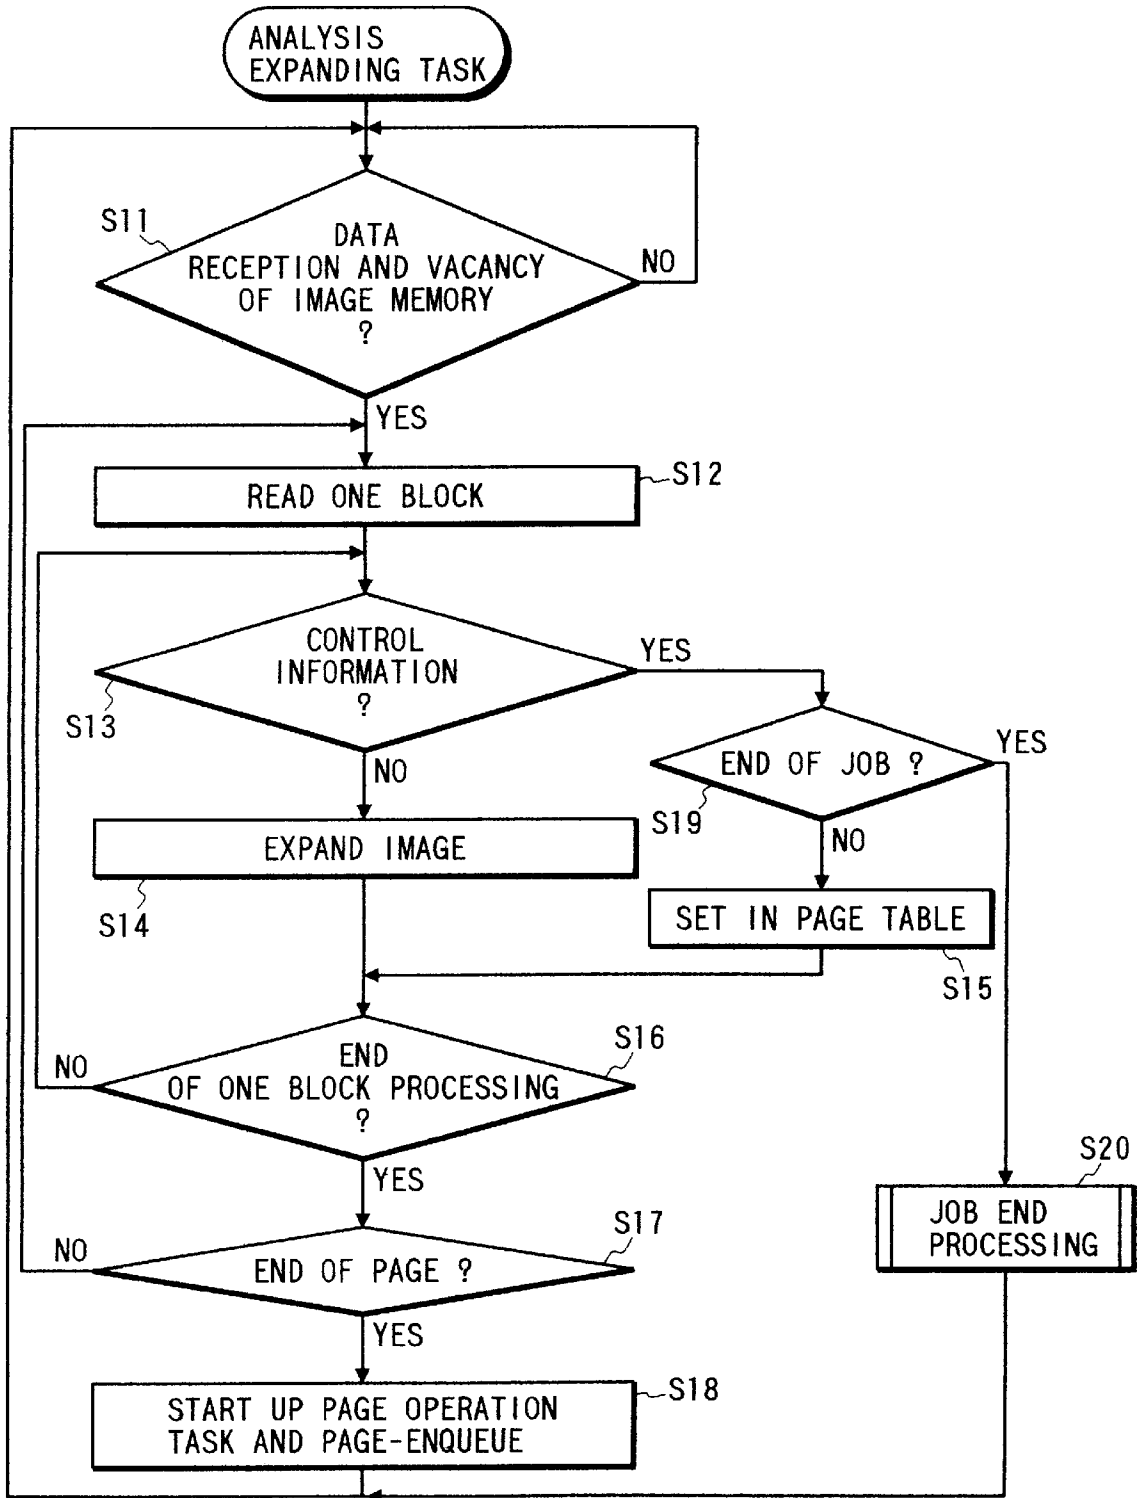 ANALYSIS
EXPANDING TASK
S11
DATA
RECEPTION AND VACANCY
OF IMAGE MEMORY
?
NO
YES
S12
READ ONE BLOCK
CONTROL
INFORMATION
?
YES
S13
NO
END OF JOB ?
YES
S19
NO
EXPAND IMAGE
S14
SET IN PAGE TABLE
S15
S16
END
OF ONE BLOCK PROCESSING
?
NO
YES
S17
END OF PAGE ?
NO
YES
S20
JOB END
PROCESSING
S18
START UP PAGE OPERATION
TASK AND PAGE-ENQUEUE